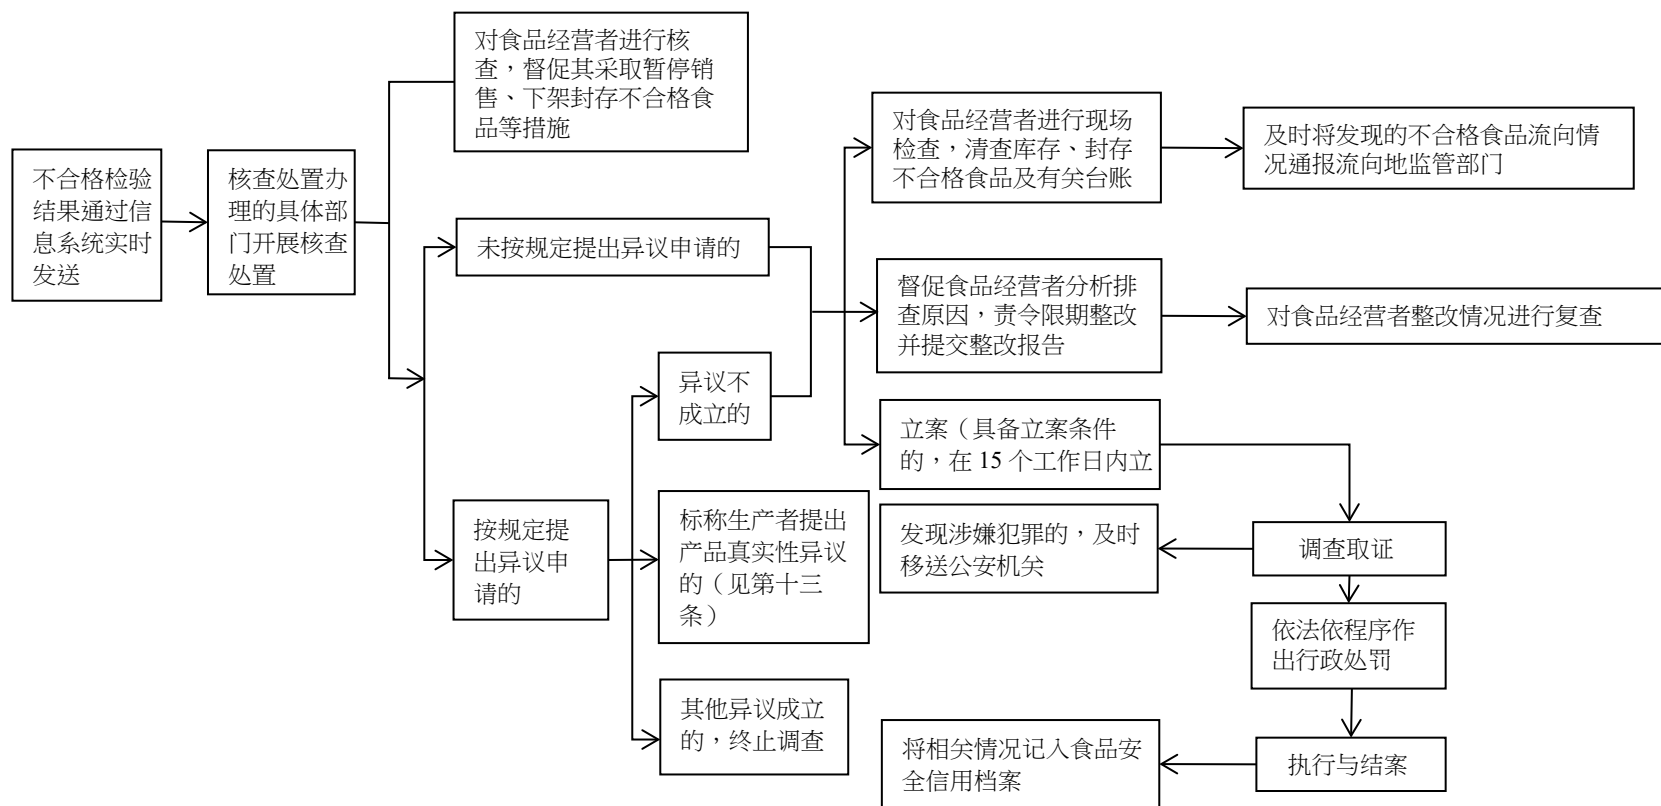 不合格检验
结果通过信
息系统实时
发送
核查处置办
理的具体部
门开展核查
处置
对食品经营者进行核
查，督促其采取暂停销
售、下架封存不合格食
品等措施
未按规定提出异议申请的
按规定提
出异议申
请的
异议不
成立的
标称生产者提出
产品真实性异议
的（见第十三
条）
其他异议成立
的，终止调查
对食品经营者进行现场
检查，清查库存、封存
不合格食品及有关台账
及时将发现的不合格食品流向情
况通报流向地监管部门
督促食品经营者分析排
查原因，责令限期整改
并提交整改报告
对食品经营者整改情况进行复查
立案（具备立案条件
的，在 15 个工作日内立
调查取证
发现涉嫌犯罪的，及时
移送公安机关
依法依程序作
出行政处罚
执行与结案
将相关情况记入食品安
全信用档案